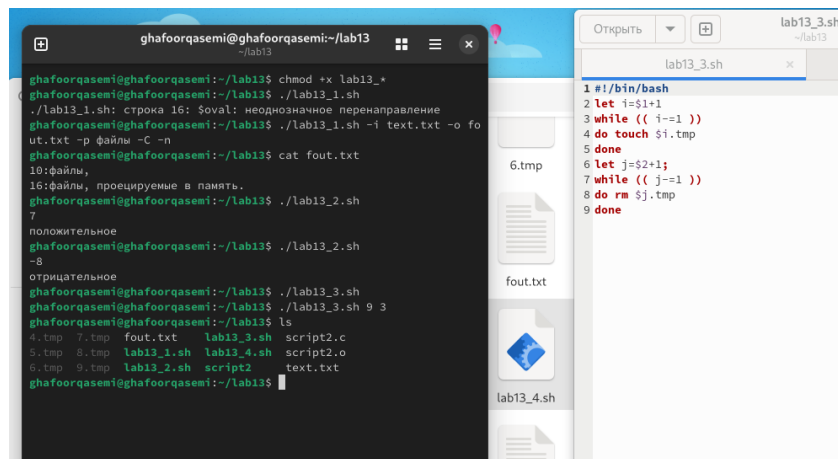 ghafoorqasemi@ghafoorqasemi:~/lab13
~/lab13
ghafoorqasemi@ghafoorqasemi:~/lab13$ chmod +x lab13_*
ghafoorqasemi@ghafoorqasemi:~/lab13$ ./lab13_1.sh
./lab13_1.sh: строка 16: $oval: неоднозначное перенаправление
ghafoorqasemi@ghafoorqasemi:~/lab13$ ./lab13_1.sh -i text.txt -o fo
ut.txt -p файлы -C -n
ghafoorqasemi@ghafoorqasemi:~/lab13$ cat fout.txt
10:файлы,
16:файлы, проецируемые в память.
ghafoorqasemi@ghafoorqasemi:~/lab13$ ./lab13_2.sh
7
положительное
ghafoorqasemi@ghafoorqasemi:~/lab13$ ./lab13_2.sh
-8
отрицательное
ghafoorqasemi@ghafoorqasemi:~/lab13$ ./lab13_3.sh
ghafoorqasemi@ghafoorqasemi:~/lab13$ ./lab13_3.sh 9 3
ghafoorqasemi@ghafoorqasemi:~/lab13$ ls
4.tmp 7.tmp fout.txt lab13_3.sh script2.c
5.tmp 8.tmp lab13_1.sh lab13_4.sh script2.o
6.tmp 9.tmp lab13_2.sh script2 text.txt
ghafoorqasemi@ghafoorqasemi:~/lab13$
6.tmp
fout.txt
lab13_4.sh
Открыть
lab13_3.sh
~/lab13
lab13_3.sh
1 #!/bin/bash
2 let i=$1+1
3 while (( i-=1 ))
4 do touch $i.tmp
5 done
6 let j=$2+1;
7 while (( j-=1 ))
8 do rm $j.tmp
9 done